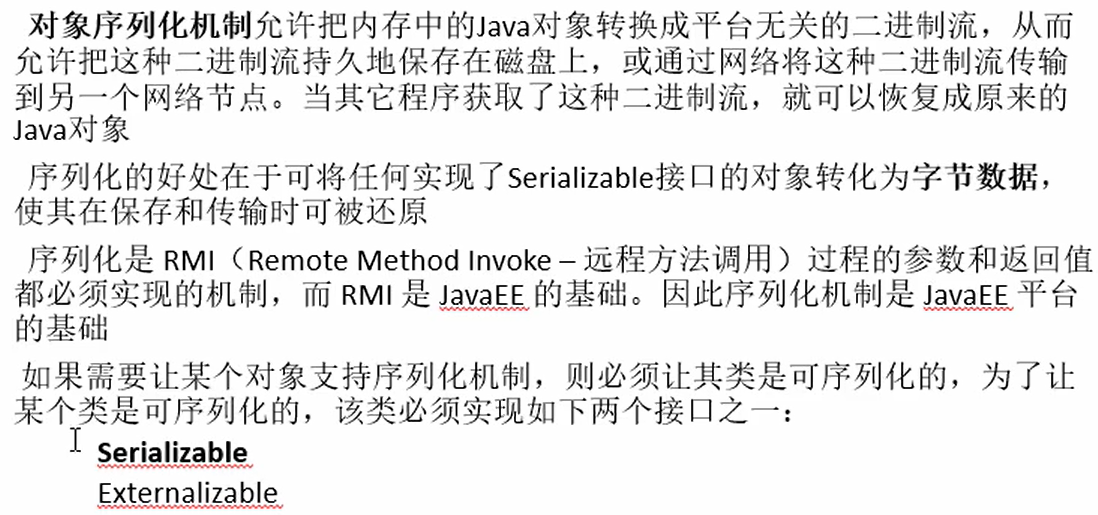 对象序列化机制允许把内存中的Java对象转换成平台无关的二进制流，从而
允许把这种二进制流持久地保存在磁盘上，或通过网络将这种二进制流传输
到另一个网络节点。当其它程序获取了这种二进制流，就可以恢复成原来的
Java对象
序列化的好处在于可将任何实现了Serializable接口的对象转化为字节数据，
使其在保存和传输时可被还原
序列化是 RMI（Remote Method Invoke – 远程方法调用）过程的参数和返回值
都必须实现的机制，而 RMI 是 JavaEE 的基础。因此序列化机制是 JavaEE 平台
的基础
如果需要让某个对象支持序列化机制，则必须让其类是可序列化的，为了让
某个类是可序列化的，该类必须实现如下两个接口之一：
Serializable
Externalizable